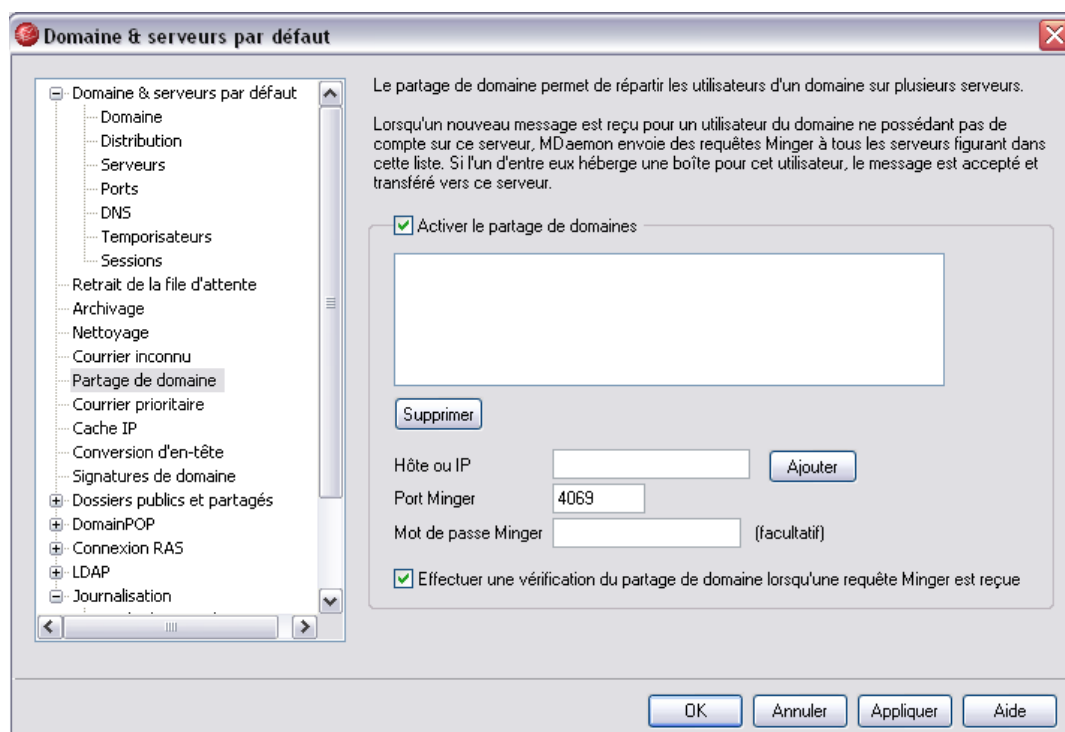 Domaine & serveurs par défaut
Domaine & serveurs par défaut
Domaine
Distribution
Serveurs
Ports
DNS
Temporisateurs
Sessions
Retrait de la file d'attente
Archivage
Nettoyage
Courrier inconnu
Partage de domaine
Courrier prioritaire
Cache IP
Conversion d'en-tête
Signatures de domaine
Dossiers publics et partagés
DomainPOP
Connexion RAS
LDAP
Journalisation
Le partage de domaine permet de répartir les utilisateurs d'un domaine sur plusieurs serveurs.
Lorsqu'un nouveau message est reçu pour un utilisateur du domaine ne possédant pas de
compte sur ce serveur, MDaemon envoie des requêtes Minger à tous les serveurs figurant dans
cette liste. Si l'un d'entre eux héberge une boîte pour cet utilisateur, le message est accepté et
transféré vers ce serveur.
Activer le partage de domaines
Supprimer
Hôte ou IP
Ajouter
Port Minger 4069
Mot de passe Minger (facultatif)
Effectuer une vérification du partage de domaine lorsqu'une requête Minger est reçue
OK Annuler Appliquer Aide